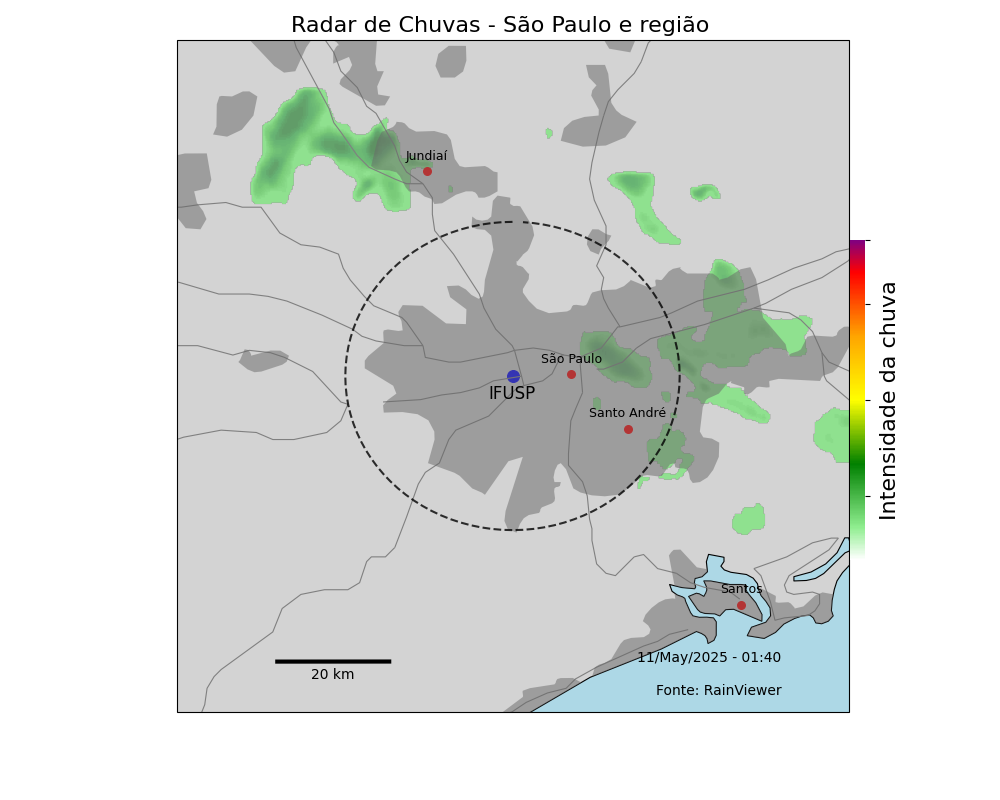 Radar de Chuvas - São Paulo e região
Jundiaí
São Paulo
IFUSP
Santo André
Intensidade da chuva
Santos
11/May/2025 - 01:40
20 km
Fonte: RainViewer